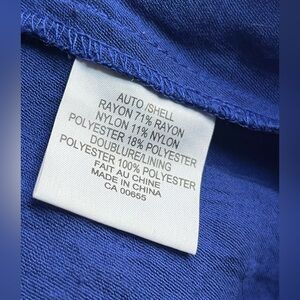 AUTO /SHELL
RAYON 71% RAYON
NYLON 11% NYLON
POLYESTER 18% POLYESTER
DOUBLURE/LINING
POLYESTER 100% POLYESTER
FAIT AU CHINE
MADE IN CHINA
CA 00655